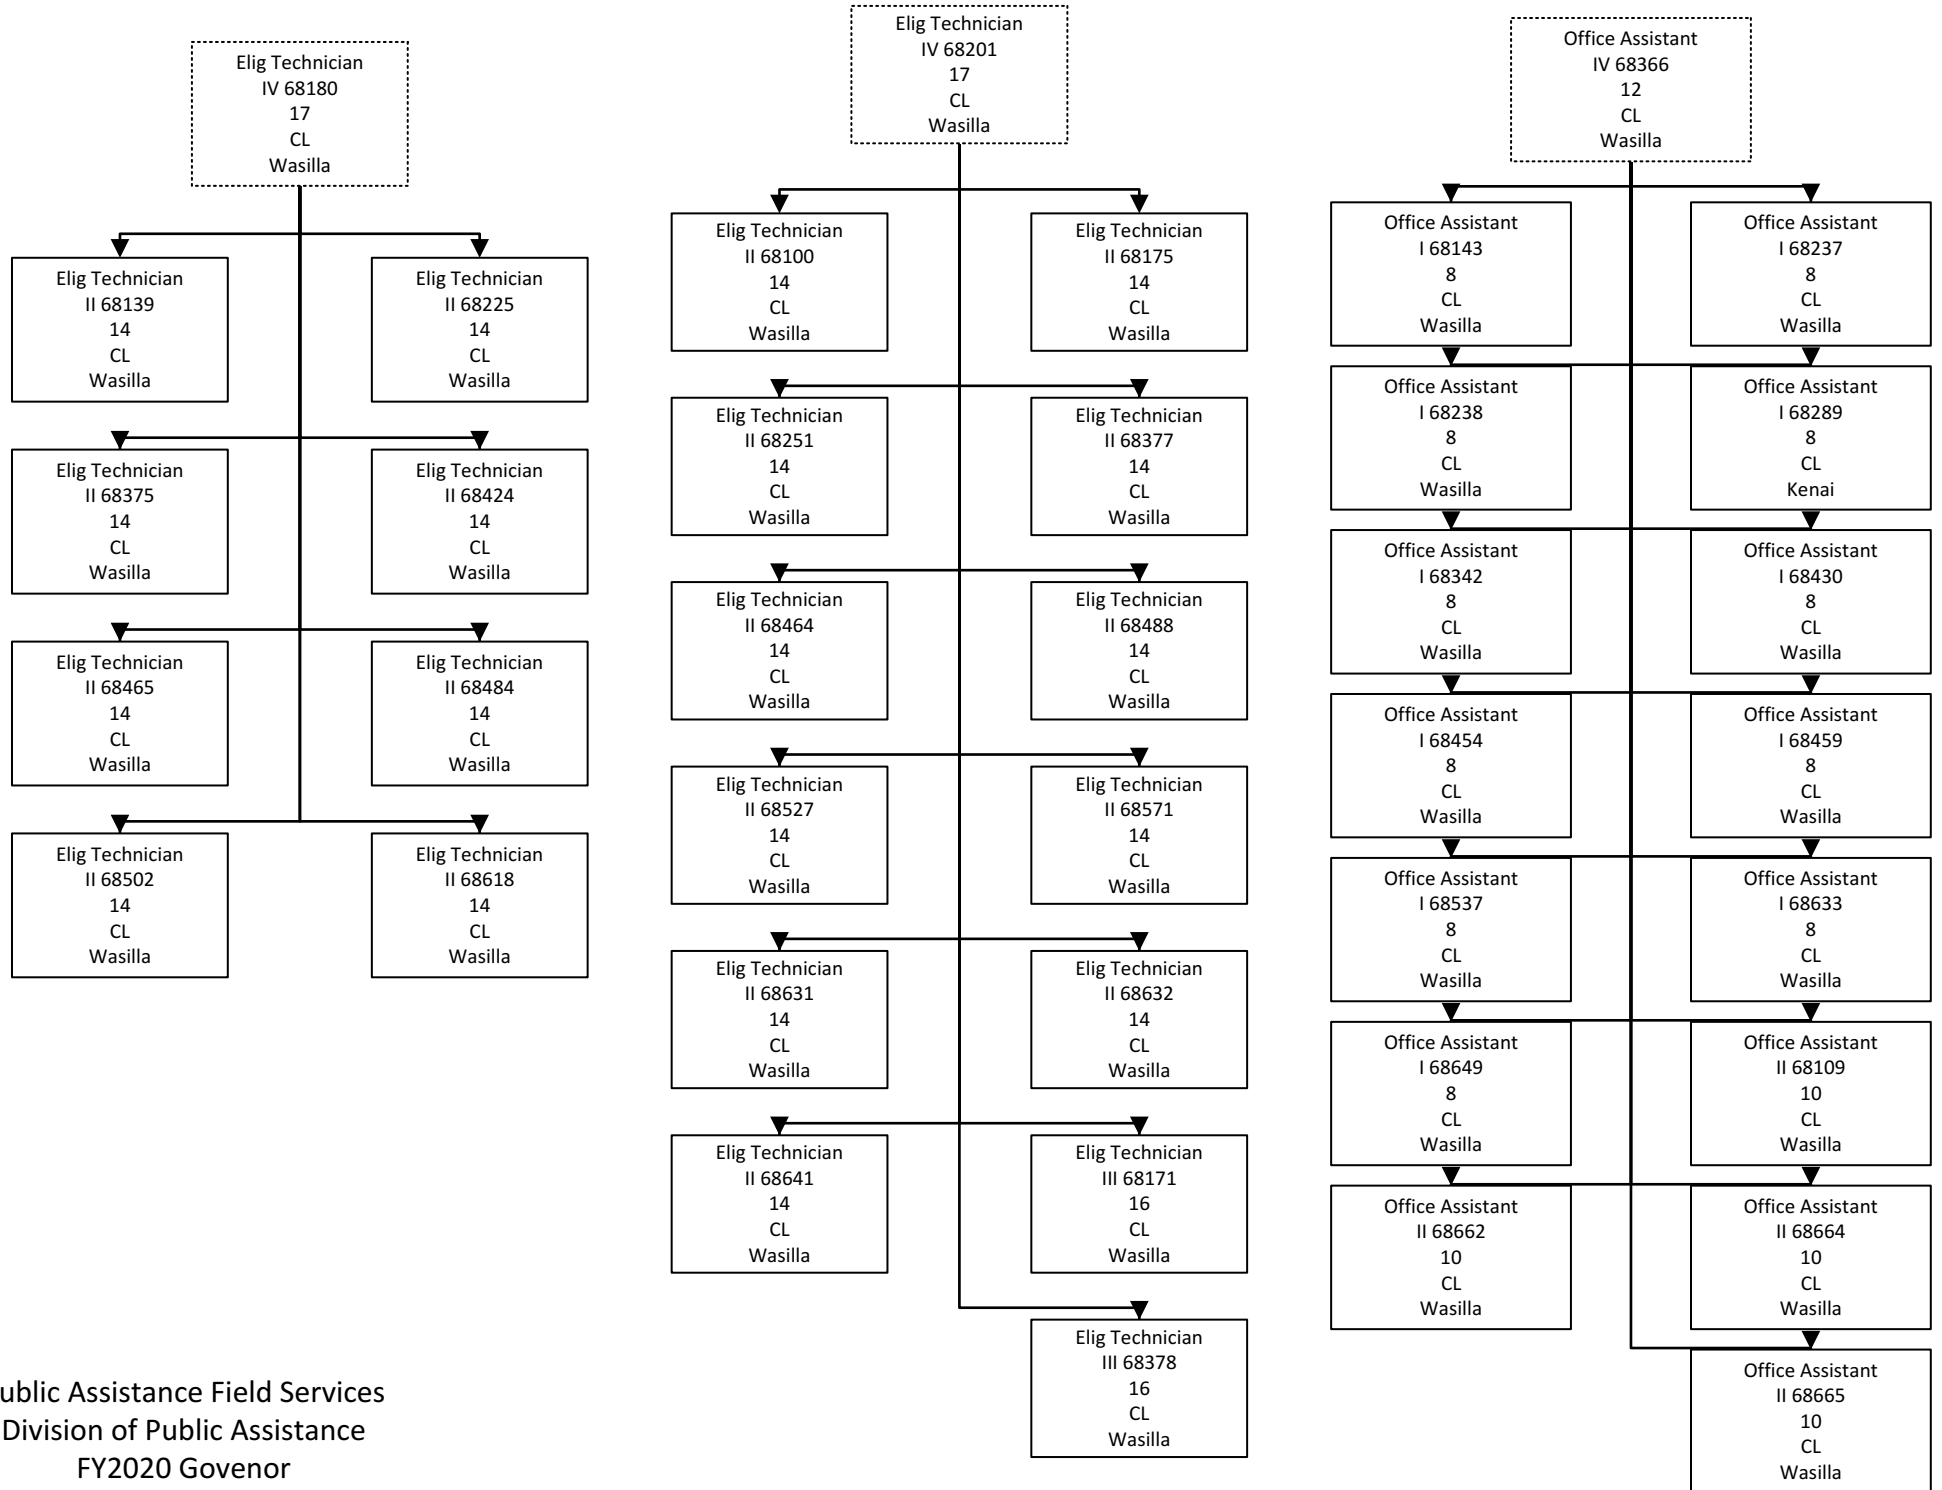 Elig Technician
IV 68180
17
CL
Wasilla
Elig Technician
II 68139
14
CL
Wasilla
Elig Technician
II 68225
14
CL
Wasilla
Elig Technician
II 68375
14
CL
Wasilla
Elig Technician
II 68424
14
CL
Wasilla
Elig Technician
II 68465
14
CL
Wasilla
Elig Technician
II 68484
14
CL
Wasilla
Elig Technician
II 68502
14
CL
Wasilla
Elig Technician
II 68618
14
CL
Wasilla
Elig Technician
IV 68201
17
CL
Wasilla
Elig Technician
II 68100
14
CL
Wasilla
Elig Technician
II 68175
14
CL
Wasilla
Elig Technician
II 68251
14
CL
Wasilla
Elig Technician
II 68377
14
CL
Wasilla
Elig Technician
II 68464
14
CL
Wasilla
Elig Technician
II 68488
14
CL
Wasilla
Elig Technician
II 68527
14
CL
Wasilla
Elig Technician
II 68571
14
CL
Wasilla
Elig Technician
II 68631
14
CL
Wasilla
Elig Technician
II 68632
14
CL
Wasilla
Elig Technician
II 68641
14
CL
Wasilla
Elig Technician
III 68171
16
CL
Wasilla
Elig Technician
III 68378
16
CL
Wasilla
Office Assistant
IV 68366
12
CL
Wasilla
Office Assistant
I 68143
8
CL
Wasilla
Office Assistant
I 68237
8
CL
Wasilla
Office Assistant
I 68238
8
CL
Wasilla
Office Assistant
I 68289
8
CL
Kenai
Office Assistant
I 68342
8
CL
Wasilla
Office Assistant
I 68430
8
CL
Wasilla
Office Assistant
I 68454
8
CL
Wasilla
Office Assistant
I 68459
8
CL
Wasilla
Office Assistant
I 68537
8
CL
Wasilla
Office Assistant
I 68633
8
CL
Wasilla
Office Assistant
I 68649
8
CL
Wasilla
Office Assistant
II 68109
10
CL
Wasilla
Office Assistant
II 68662
10
CL
Wasilla
Office Assistant
II 68664
10
CL
Wasilla
Office Assistant
II 68665
10
CL
Wasilla
ublic Assistance Field Services
Division of Public Assistance
FY2020 Govenor